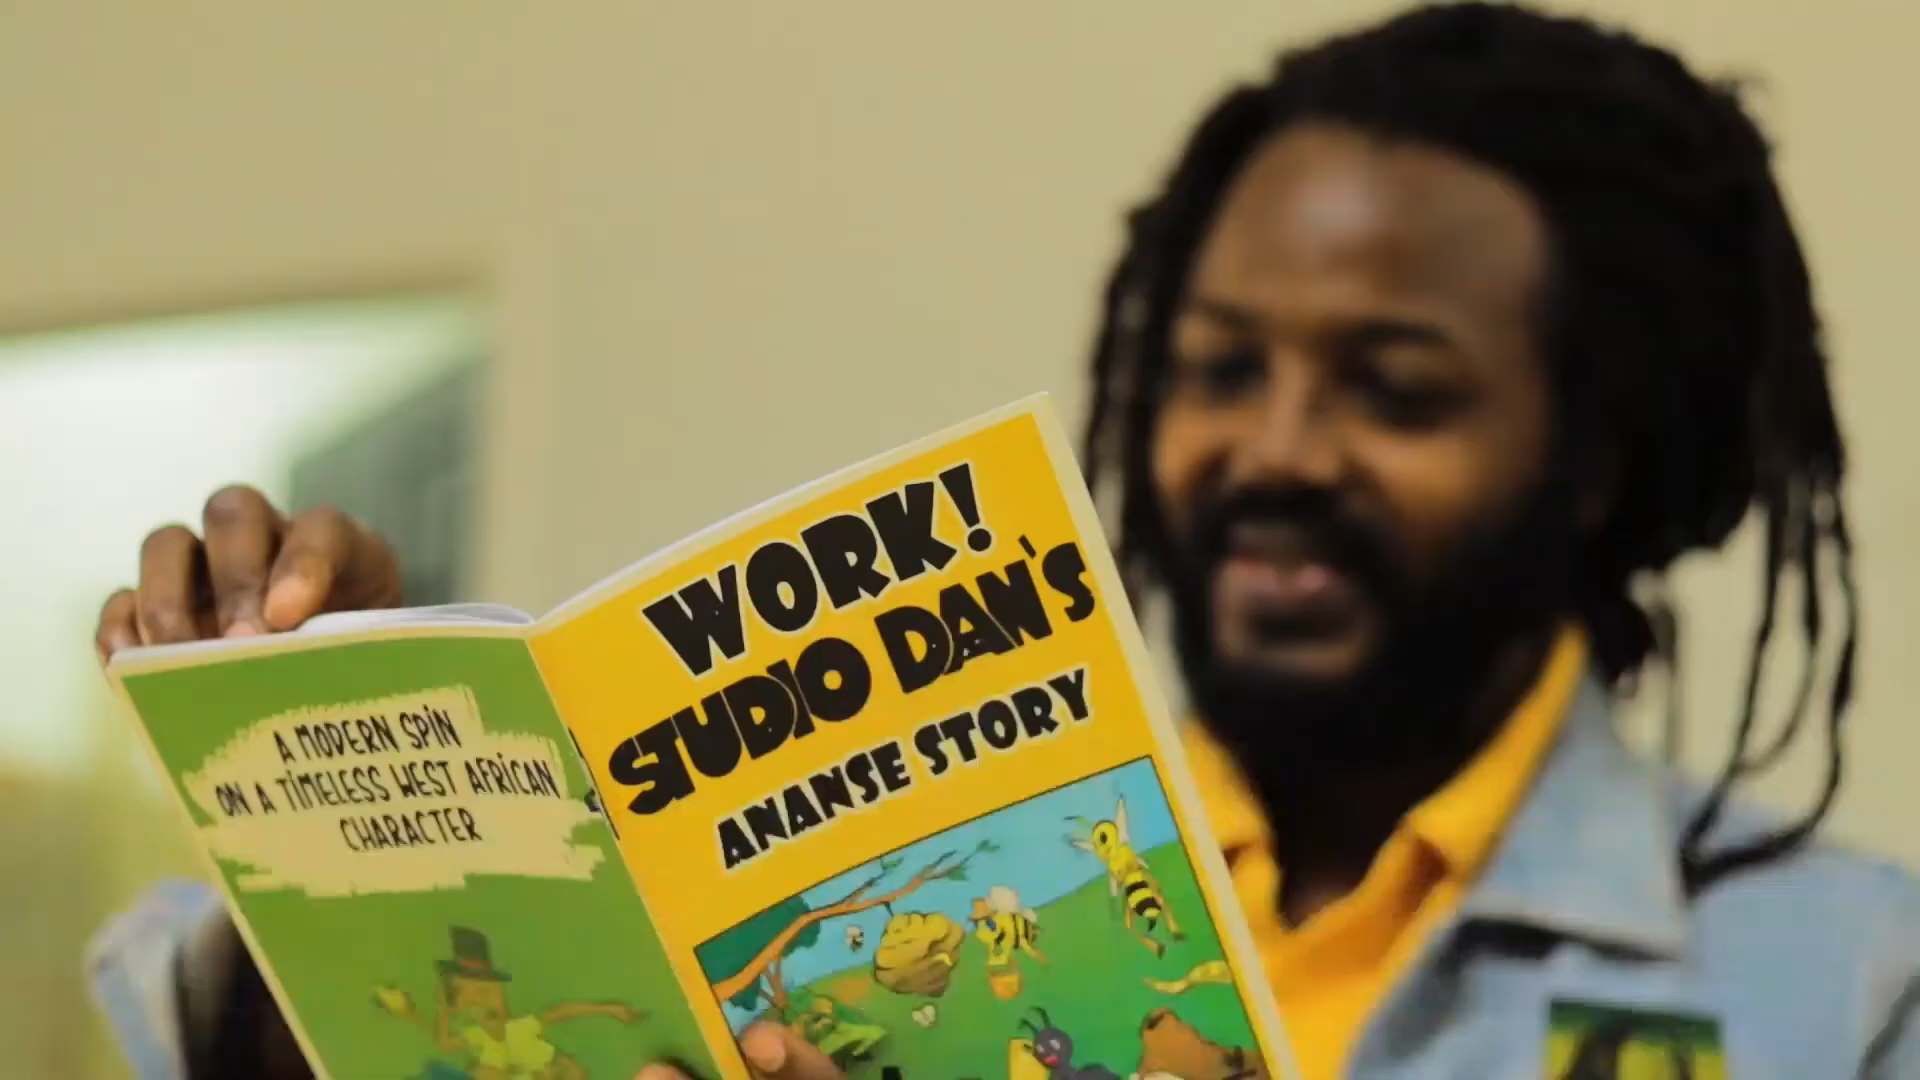 A MODERN SPIN
ON A TIMELESS WEST AFRICAN
CHARACTER
WORK!
STUDIO DAN'S
ANANSE STORY